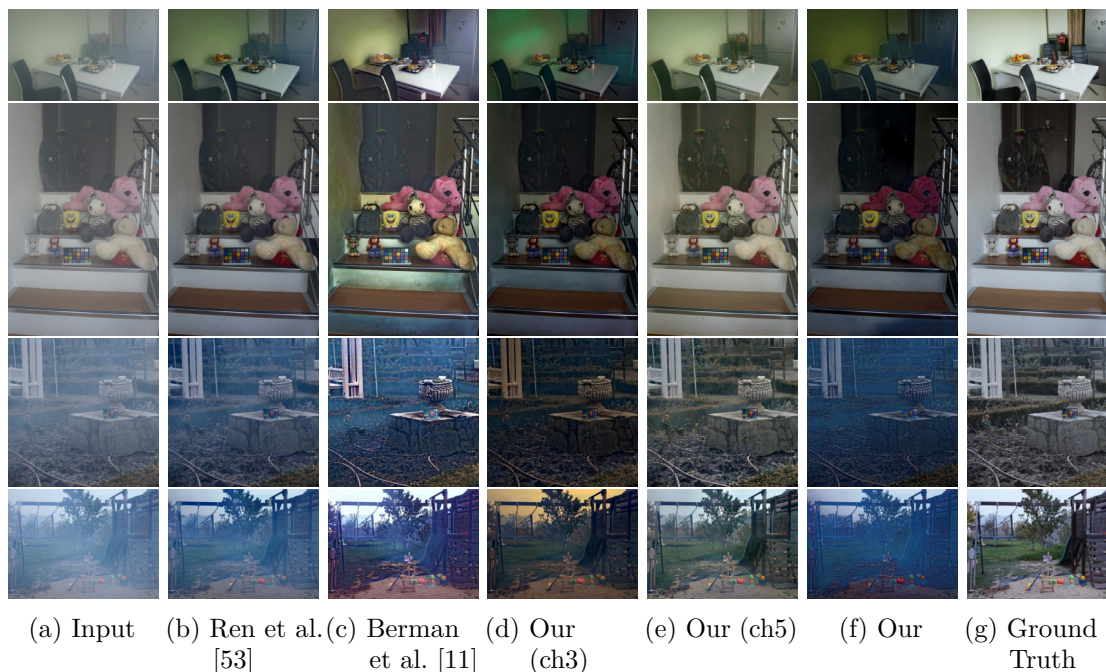 (a) Input (b) Ren et al. (c) Berman (d) Our (e) Our (ch5) (f) Our (g) Ground
[53] et al. [11] (ch3) Truth